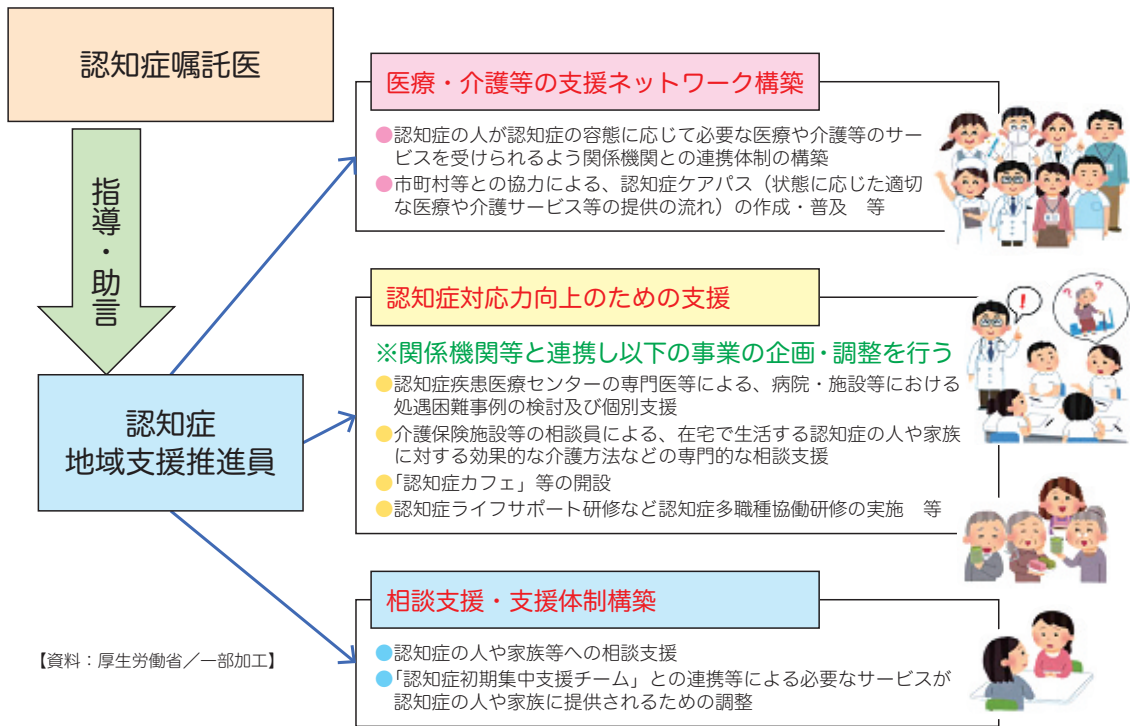 認知症嘱託医
指導・助言
認知症
地域支援推進員
医療・介護等の支援ネットワーク構築
●認知症の人が認知症の容態に応じて必要な医療や介護等のサー
ビスを受けられるよう関係機関との連携体制の構築
●市町村等との協力による、認知症ケアパス（状態に応じた適切
な医療や介護サービス等の提供の流れ）の作成・普及　等
認知症対応力向上のための支援
※関係機関等と連携し以下の事業の企画・調整を行う
●認知症疾患医療センターの専門医等による、病院・施設等における
処遇困難事例の検討及び個別支援
●介護保険施設等の相談員による、在宅で生活する認知症の人や家族
に対する効果的な介護方法などの専門的な相談支援
●「認知症カフェ」等の開設
●認知症ライフサポート研修など認知症多職種協働研修の実施　等
!
? ?
相談支援・支援体制構築
●認知症の人や家族等への相談支援
●「認知症初期集中支援チーム」との連携等による必要なサービスが
認知症の人や家族に提供されるための調整
【資料：厚生労働省／一部加工】